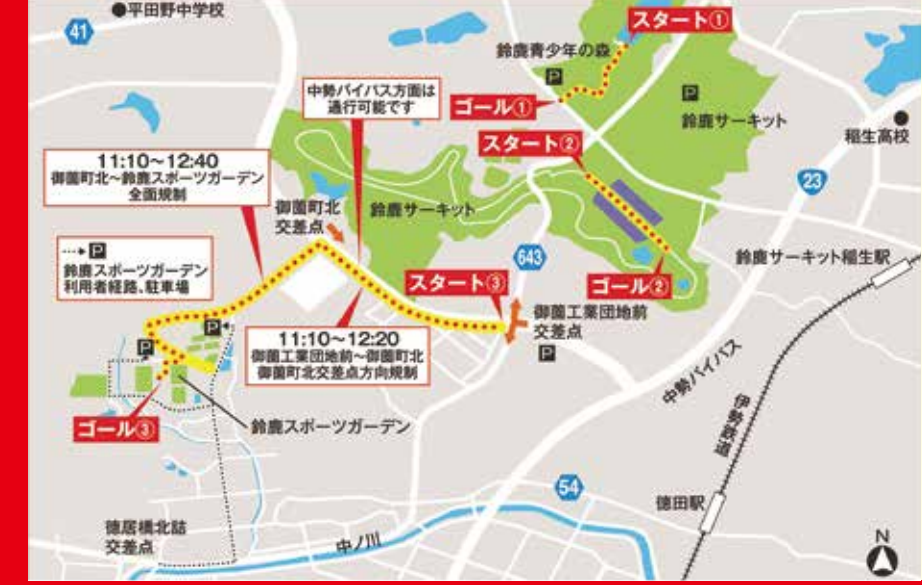 ●平田野中学校
41
スタート①
鈴鹿青少年の森
P
P
ゴール①
鈴鹿サーキット
稲生高校
中勢バイパス方面は
通行可能です
スタート②
23
11:10~12:40
御薗町北~鈴鹿スポーツガーデン
全面規制
御薗町北
交差点
鈴鹿サーキット
643
鈴鹿サーキット稲生駅
P
鈴鹿スポーツガーデン
利用者経路、駐車場
スタート③
ゴール②
御薗工業団地前
交差点
P
11:10~12:20
御薗工業団地前~御薗町北
御薗町北交差点方向規制
P
P
中勢バイパス
伊勢鉄道
ゴール③
鈴鹿スポーツガーデン
54
徳田駅
徳居橋北詰
交差点
中ノ川
N